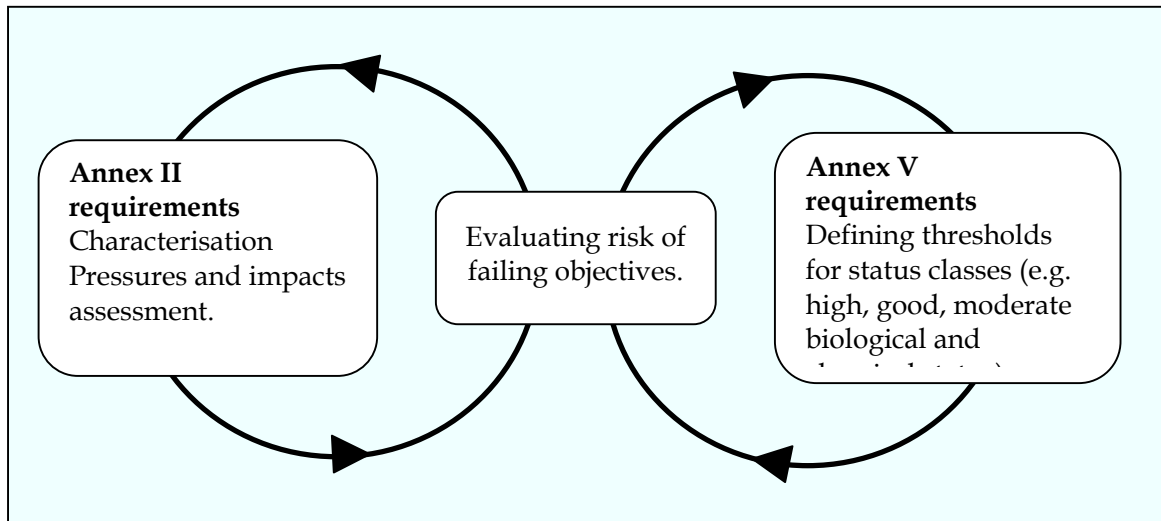 Annex II
requirements
Characterisation
Pressures and impacts
assessment.
Evaluating risk of
failing objectives.
Annex V
requirements
Defining thresholds
for status classes (e.g.
high, good, moderate
biological and